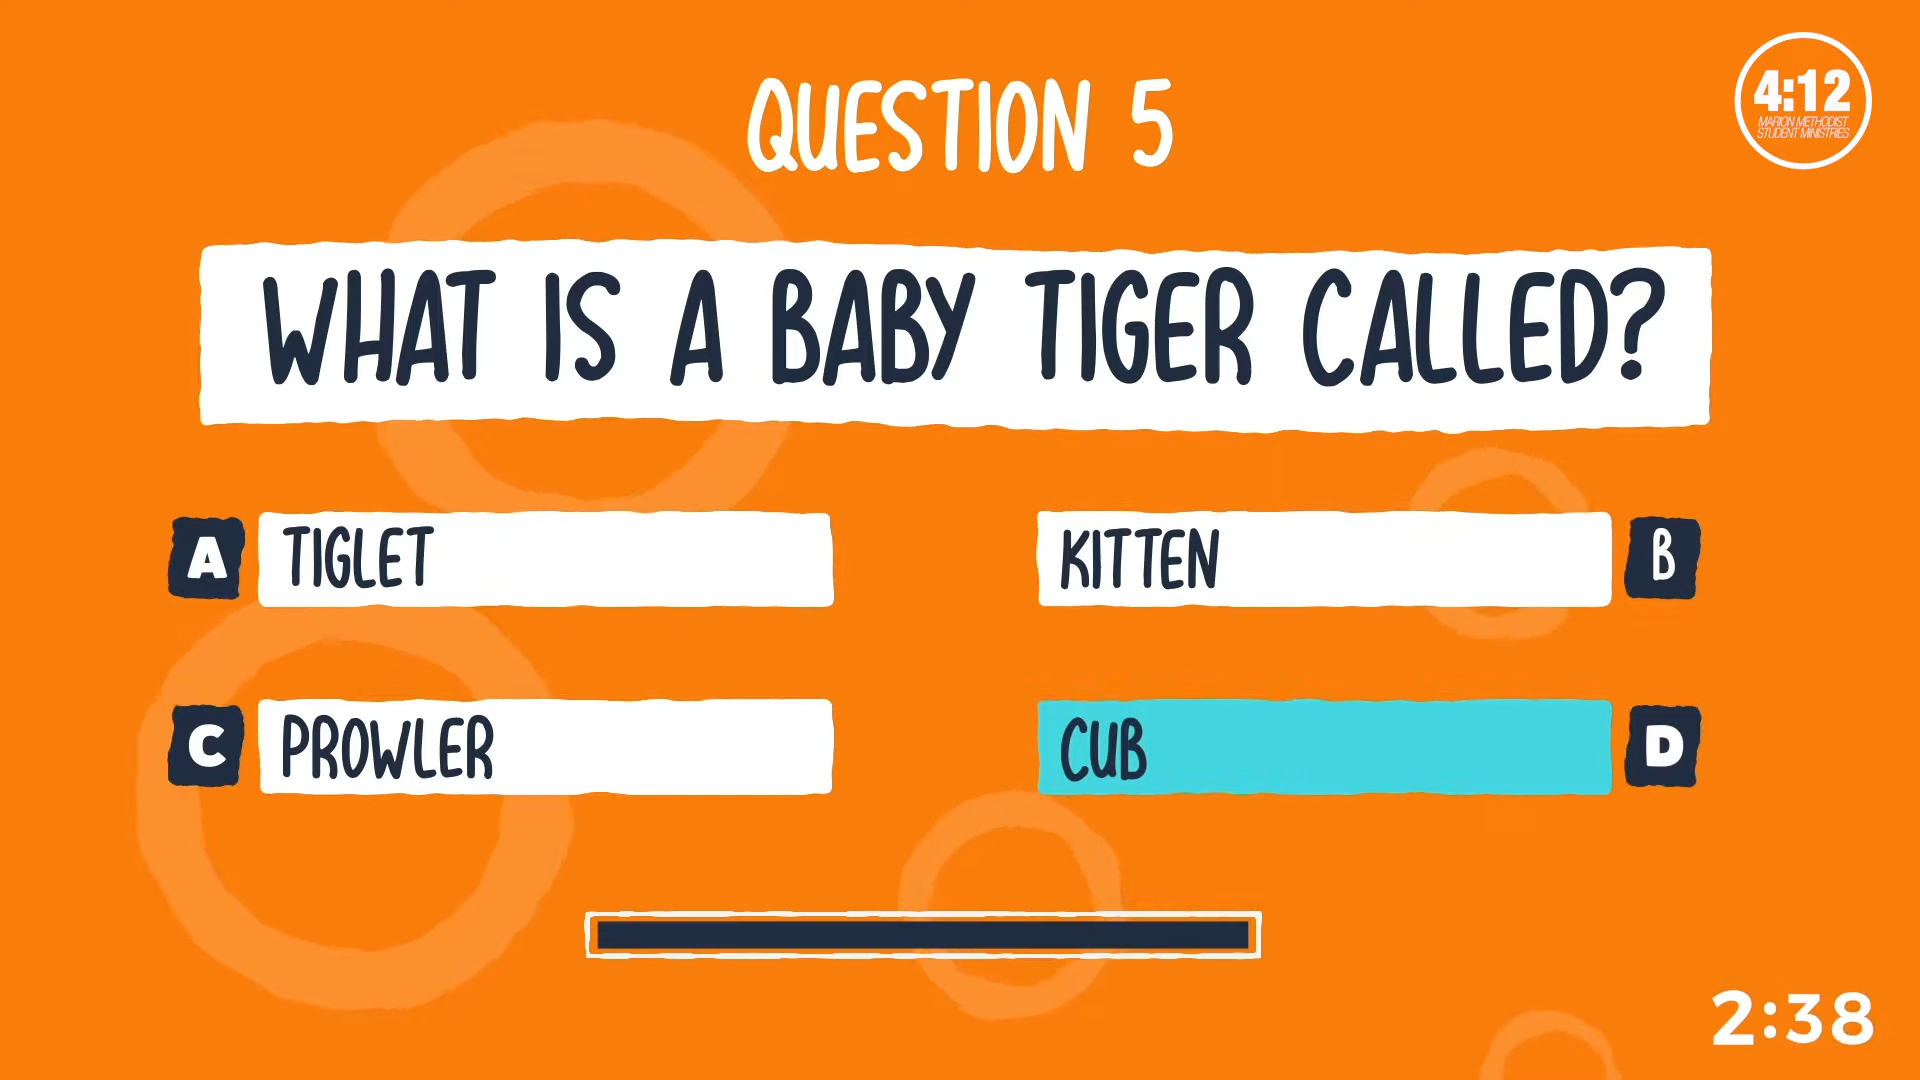 QUESTION 5
4:12
MARION METHODIST
STUDENT MINISTRIES
WHAT IS A BABY TIGER CALLED?
A TIGLET
KITTEN B
C PROWLER
CUB D
2:38